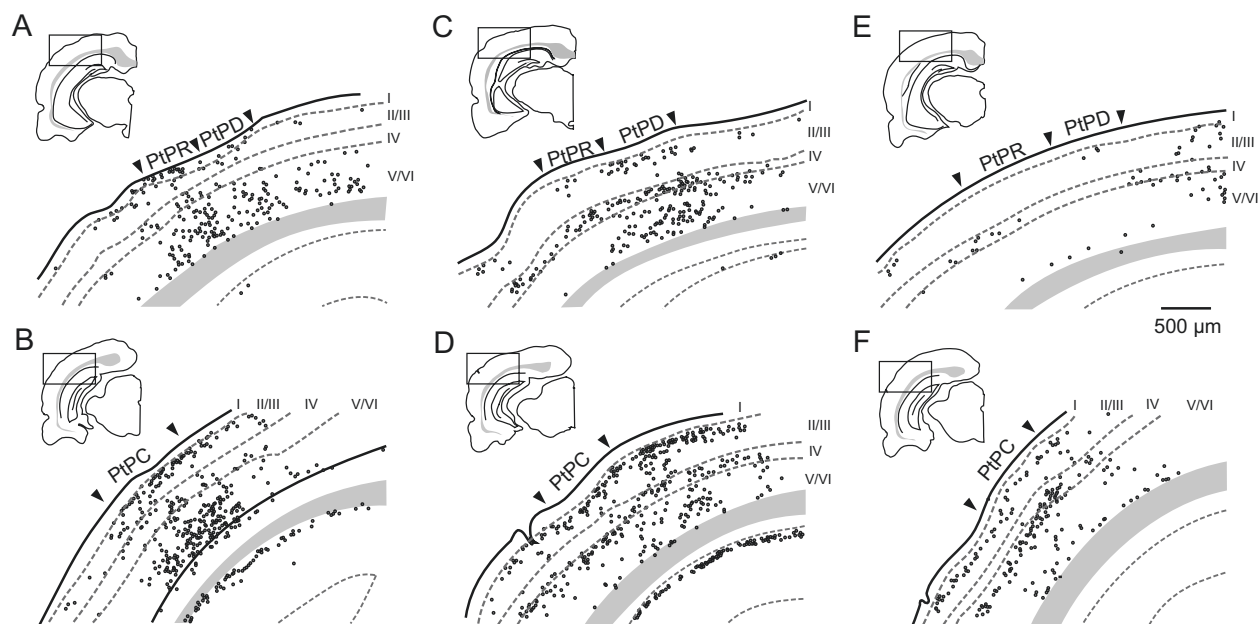 A
PtPR
PtPD
I
II/III
IV
V/VI
C
PtPR
PtPD
I
II/III
IV
V/VI
E
PtPR
PtPD
I
II/III
IV
V/VI
500 µm
B
PtPC
I II/III IV V/VI
D
PtPC
I
II/III
IV
V/VI
F
PtPC
I II/III IV V/VI